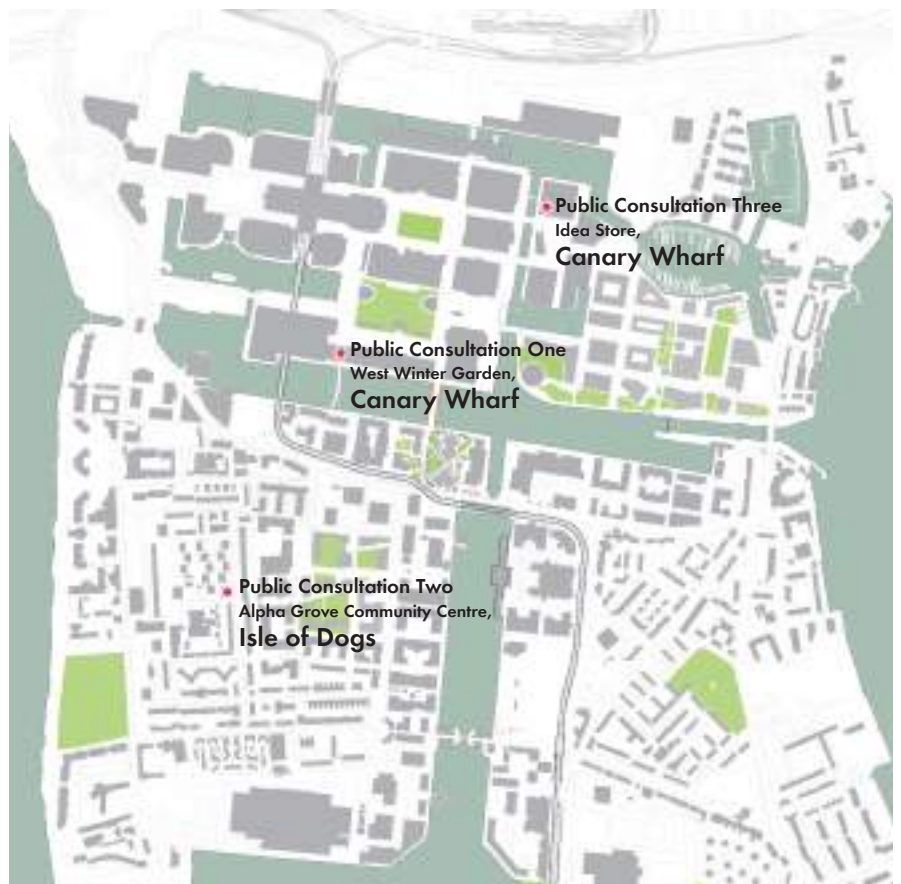 Public Consultation Three
Idea Store,
Canary Wharf
Public Consultation One
West Winter Garden,
Canary Wharf
Public Consultation Two
Alpha Grove Community Centre,
Isle of Dogs